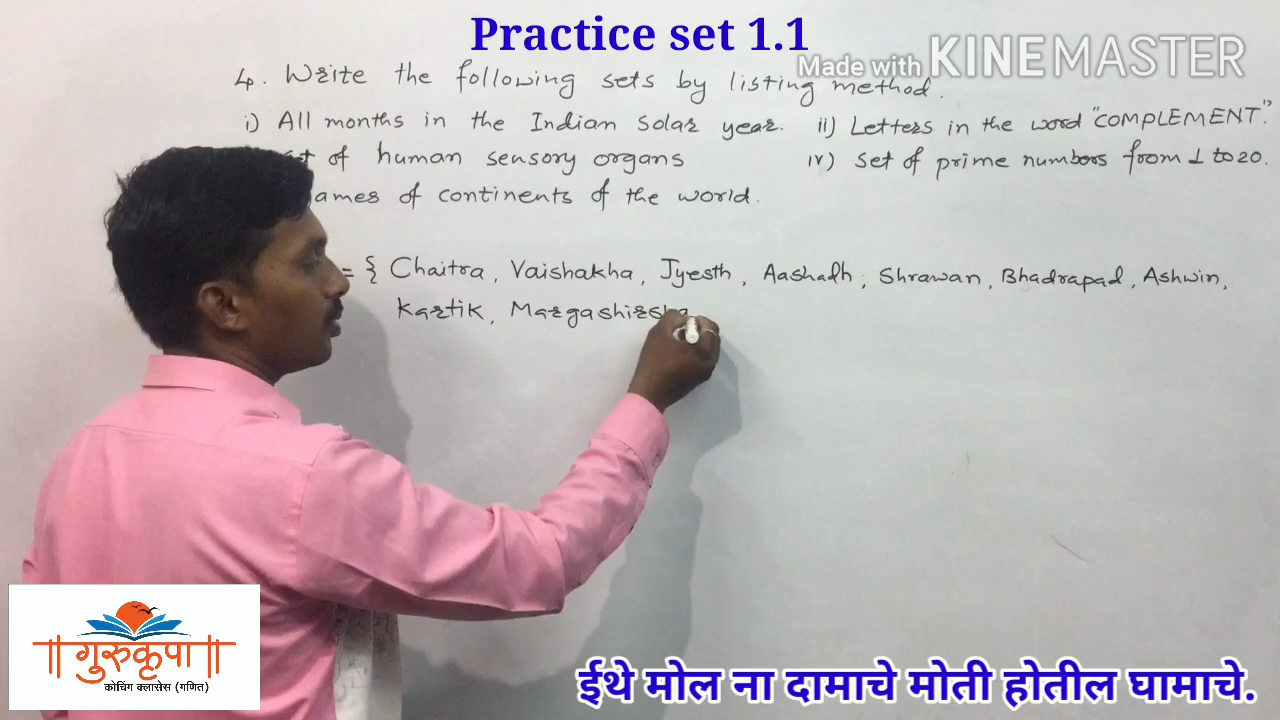 Practice set 1.1
Made with KINEMASTER
4. Write the following sets by listing method.
i) All months in the Indian solar year. ii) Letters in the word "COMPLEMENT".
of human sensory organs iv) set of prime numbers from 1 to 20.
ames of continents of the world.
= { Chaitra, Vaishakha, Jyesth, Aashadh, Shrawan, Bhadrapad, Ashwin,
Kartik, Margashirsha
॥ गुरुकृपा ॥
कोचिंग क्लासेस (गणित)
ईथे मोल ना दामाचे मोती होतील घामाचे.